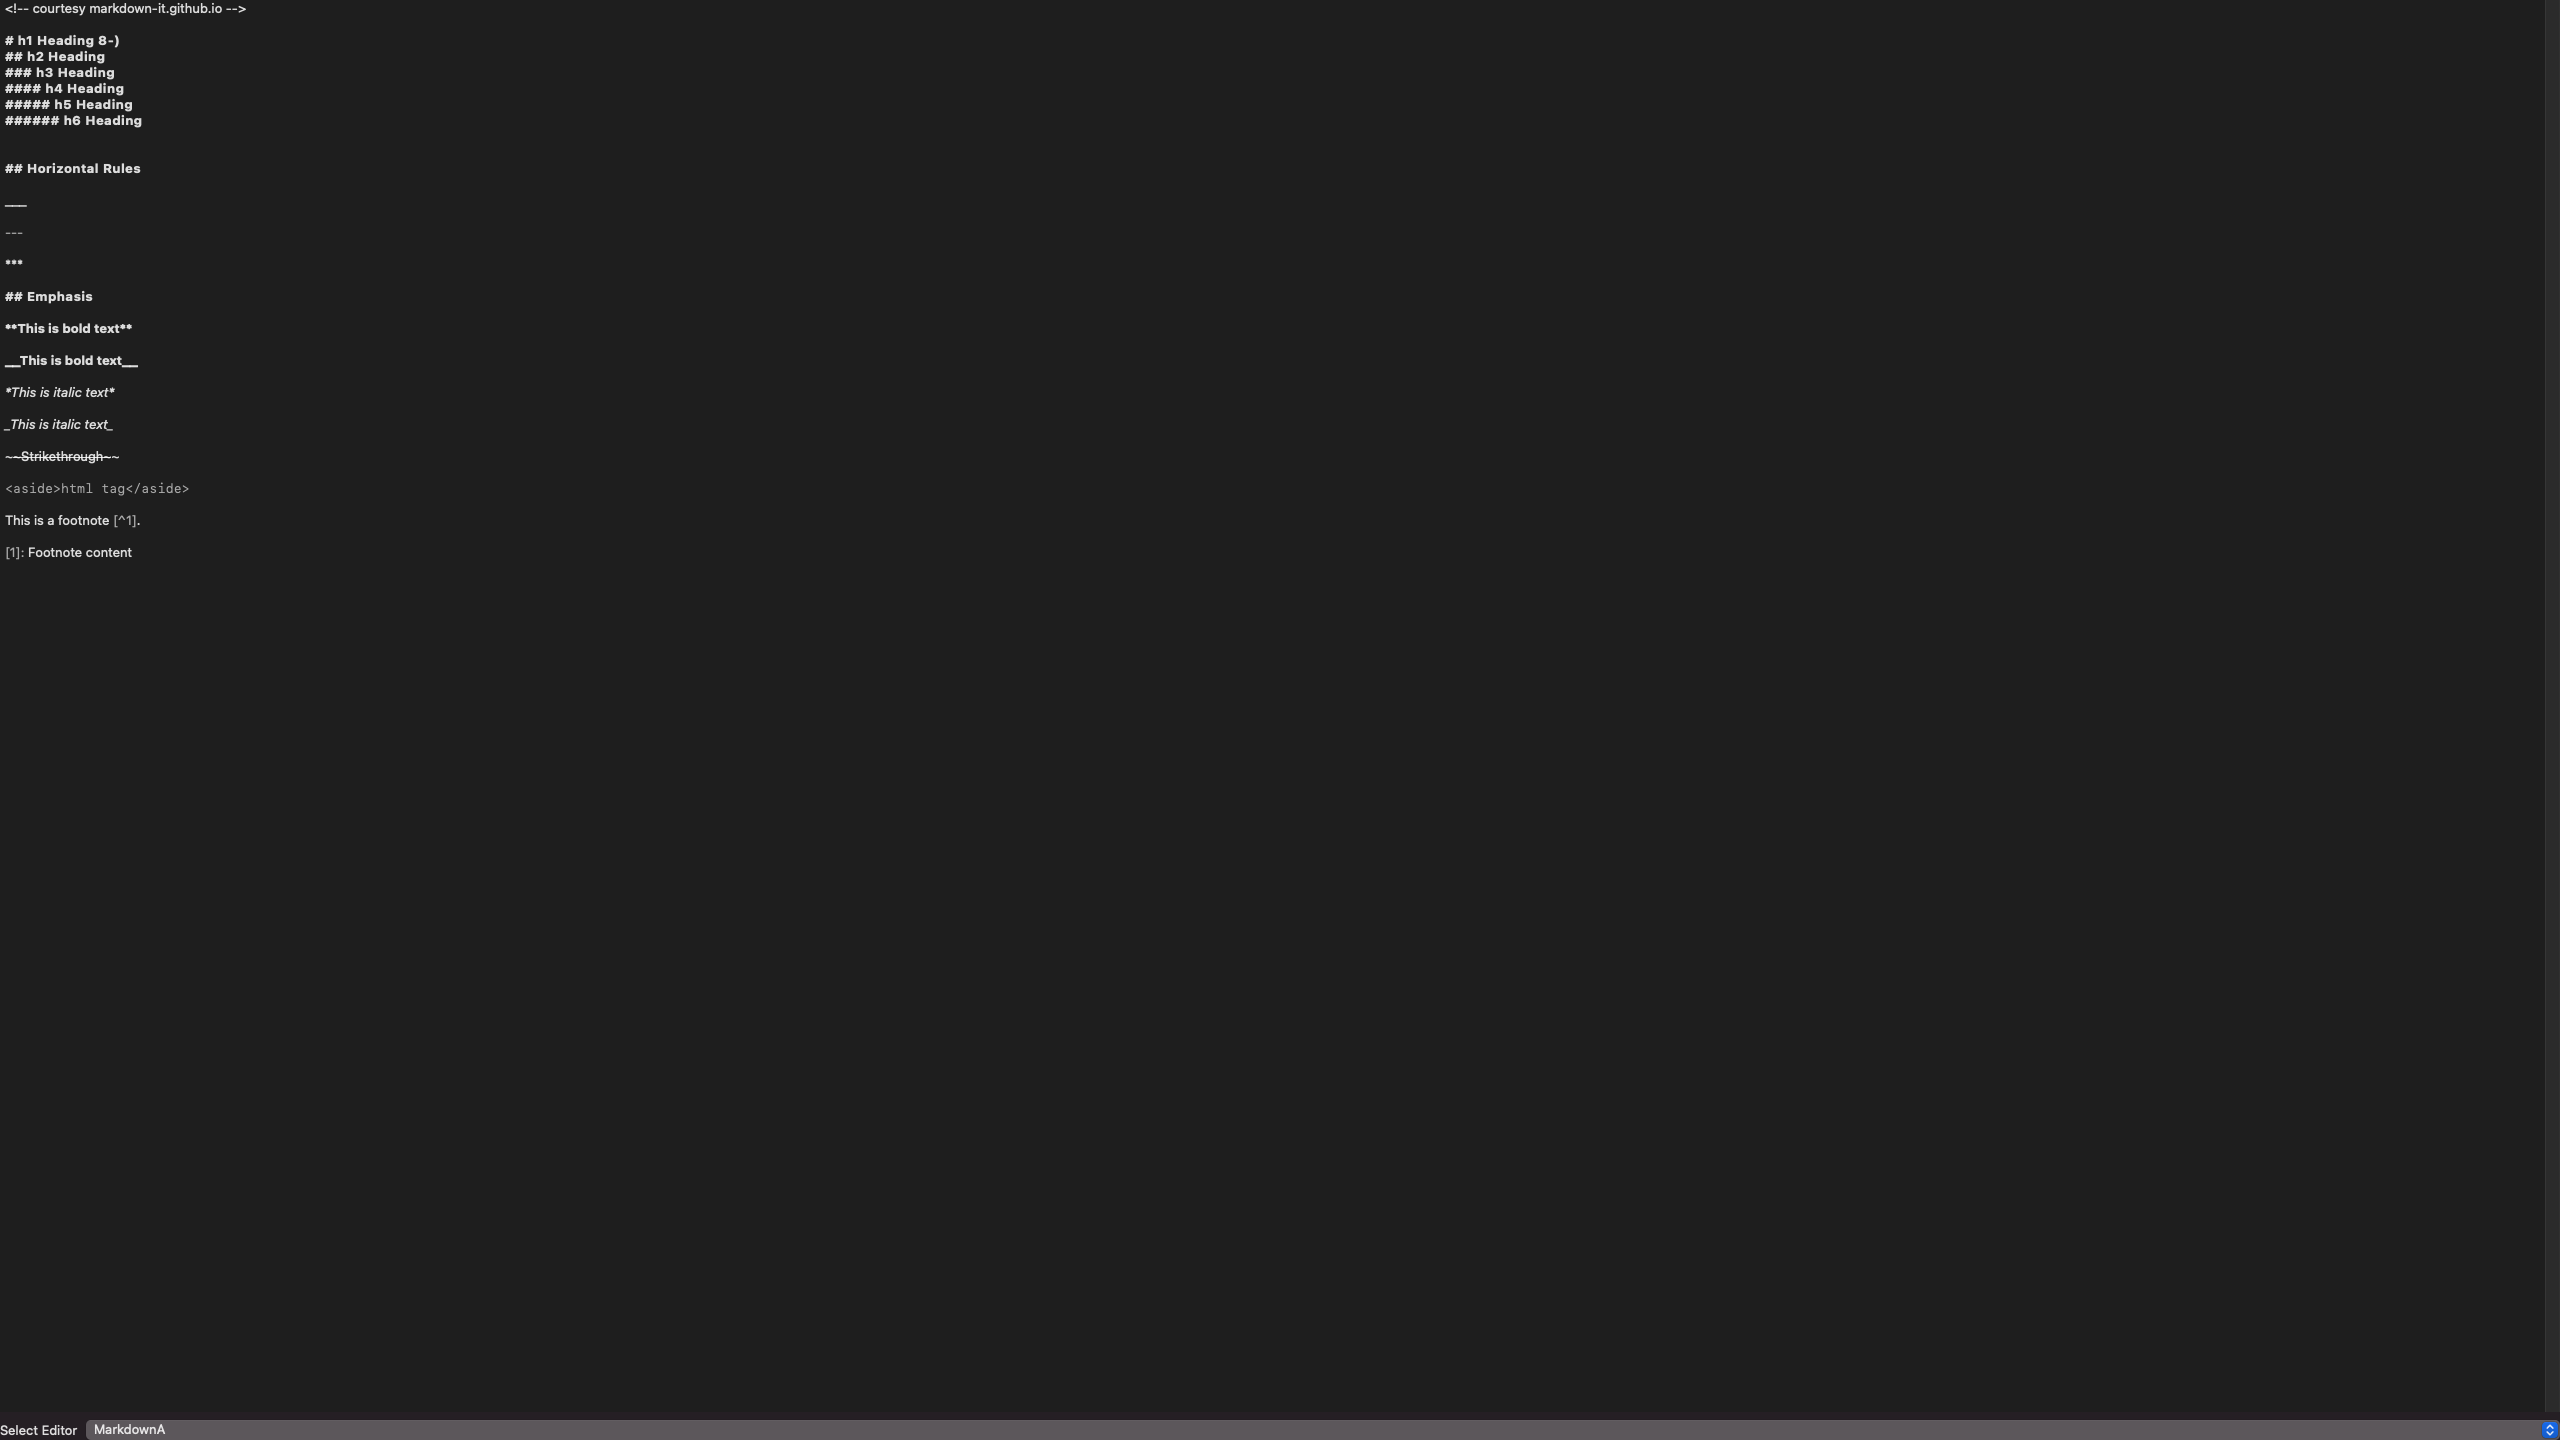 <!-- courtesy markdown-it.github.io -->
# h1 Heading 8-)
## h2 Heading
### h3 Heading
#### h4 Heading
##### h5 Heading
###### h6 Heading
## Horizontal Rules
___
---
***
## Emphasis
**This is bold text**
__This is bold text__
*This is italic text*
_This is italic text_
~~Strikethrough~~
<aside>html tag</aside>
This is a footnote [^1].
[1]: Footnote content
Select Editor MarkdownA